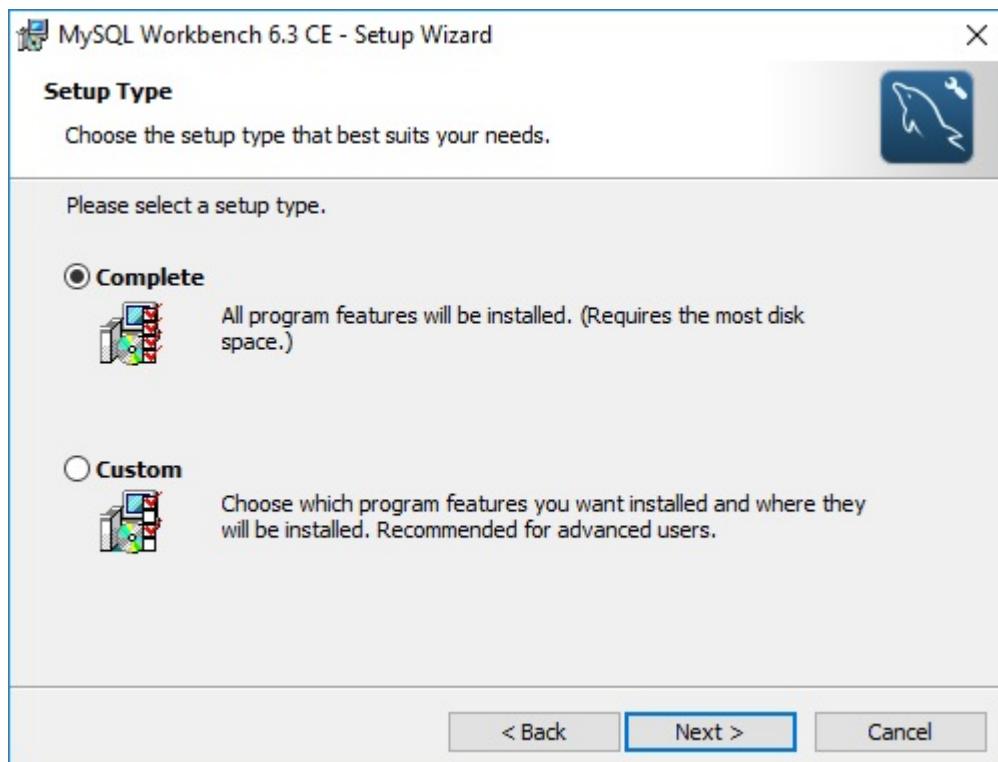 MySQL Workbench 6.3 CE - Setup Wizard
Setup Type
Choose the setup type that best suits your needs.
Please select a setup type.
Complete
All program features will be installed. (Requires the most disk
space.)
Custom
Choose which program features you want installed and where they
will be installed. Recommended for advanced users.
< Back
Next >
Cancel